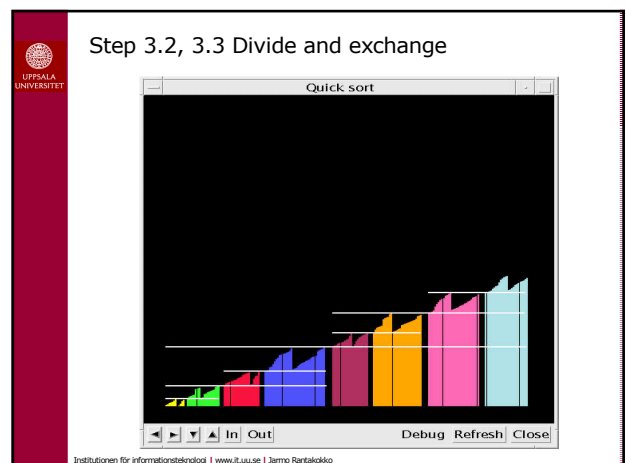 Step 3.2, 3.3 Divide and exchange
UPPSALA
UNIVERSITET
Quick sort
In Out
Debug Refresh Close
Institutionen för informationsteknologi | www.it.uu.se | Jarmo Rantakokko